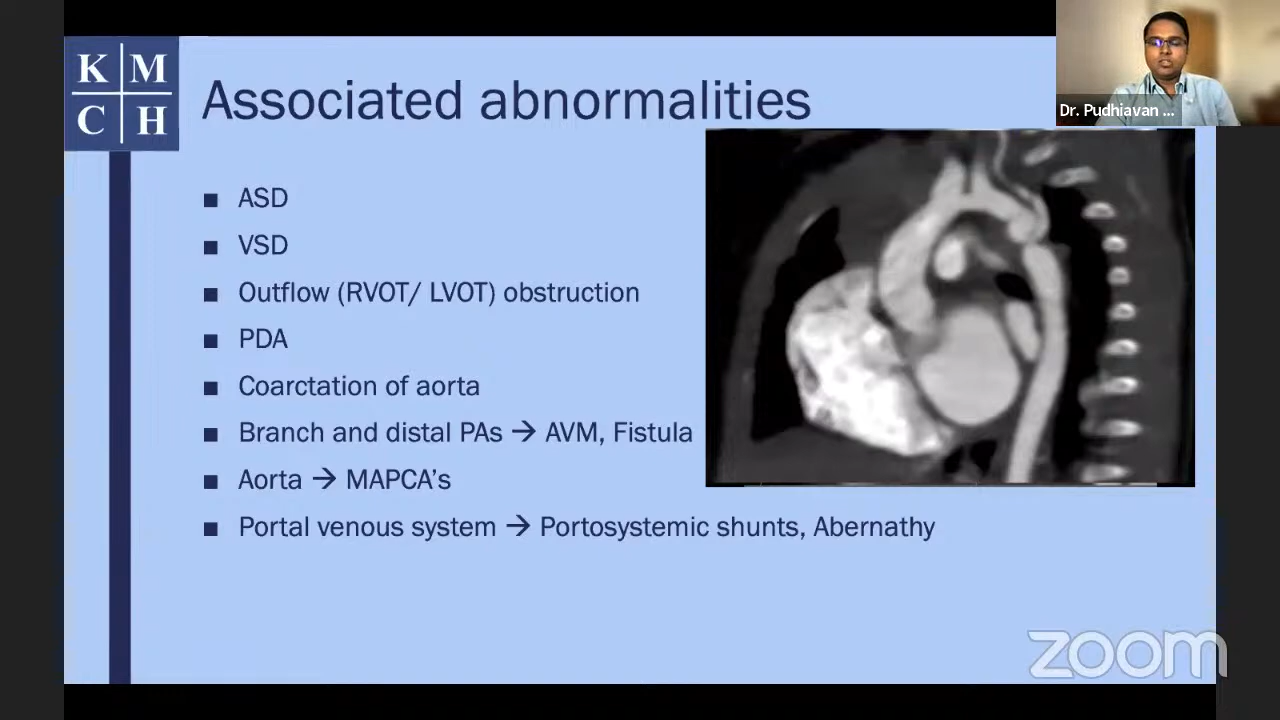 K M
C H
Associated abnormalities
Dr. Pudhiavan ...
■ ASD
■ VSD
■ Outflow (RVOT/ LVOT) obstruction
■ PDA
■ Coarctation of aorta
■ Branch and distal PAs → AVM, Fistula
■ Aorta → MAPCA’s
■ Portal venous system → Portosystemic shunts, Abernathy
zoom